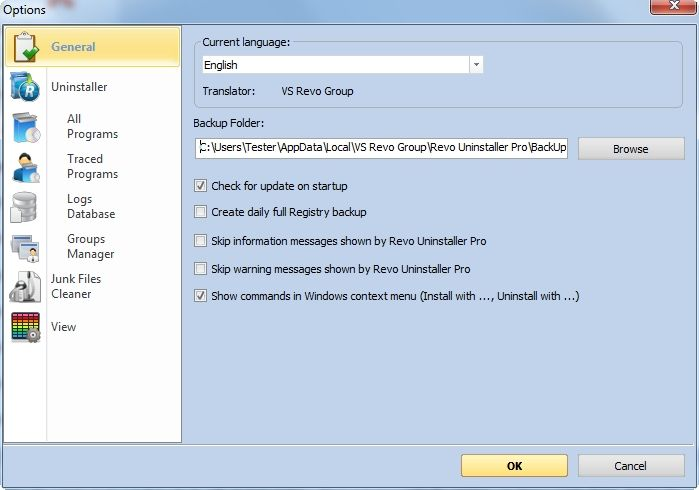 Options
General
Uninstaller
All
Programs
Traced
Programs
Logs
Database
Groups
Manager
Junk Files
Cleaner
View
Current language:
English
Translator: VS Revo Group
Backup Folder:
C:\Users\Tester\AppData\Local\VS Revo Group\Revo Uninstaller Pro\BackUp
Browse
Check for update on startup
Create daily full Registry backup
Skip information messages shown by Revo Uninstaller Pro
Skip warning messages shown by Revo Uninstaller Pro
Show commands in Windows context menu (Install with ..., Uninstall with ...)
OK Cancel